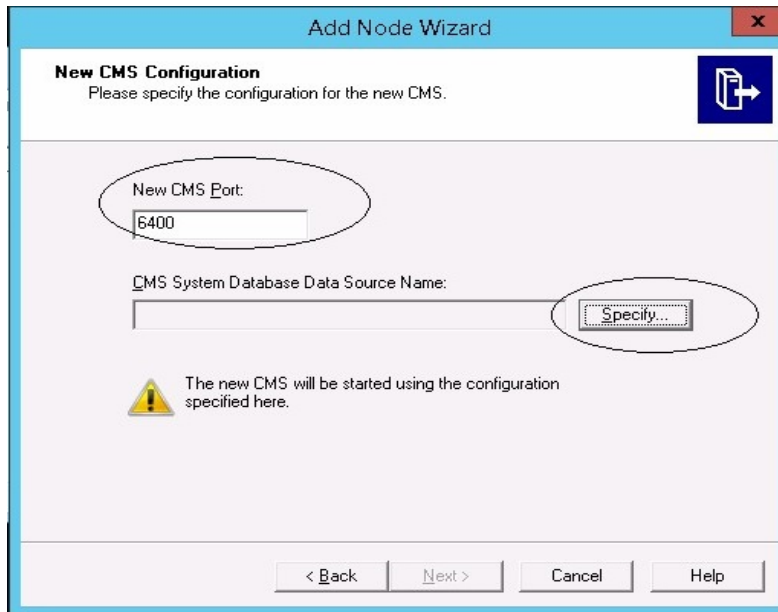 Add Node Wizard
x
New CMS Configuration
Please specify the configuration for the new CMS.
New CMS Port:
6400
CMS System Database Data Source Name:
Specify...
The new CMS will be started using the configuration
specified here.
< Back
Next >
Cancel
Help